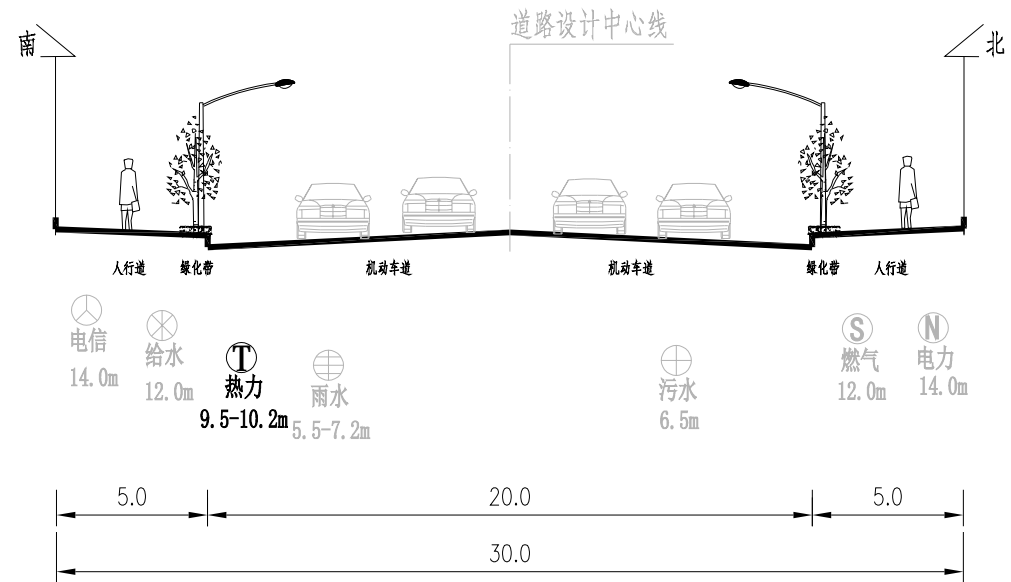 道路设计中心线
南
北
人行道
绿化带
机动车道
机动车道
绿化带
人行道
电信
14.0m
给水
12.0m
T
热力
9.5-10.2m
雨水
5.5-7.2m
污水
6.5m
S
燃气
12.0m
N
电力
14.0m
5.0
20.0
5.0
30.0